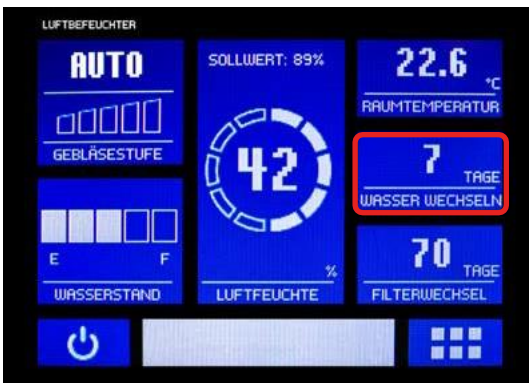 LUFTBEFEUCHTER
AUTO
GEBLÄSESTUFE
E F
WASSERSTAND
SOLLWERT: 89%
42
%
LUFTFEUCHTE
22.6 °C
RAUMTEMPERATUR
7 TAGE
WASSER WECHSELN
70 TAGE
FILTERWECHSEL